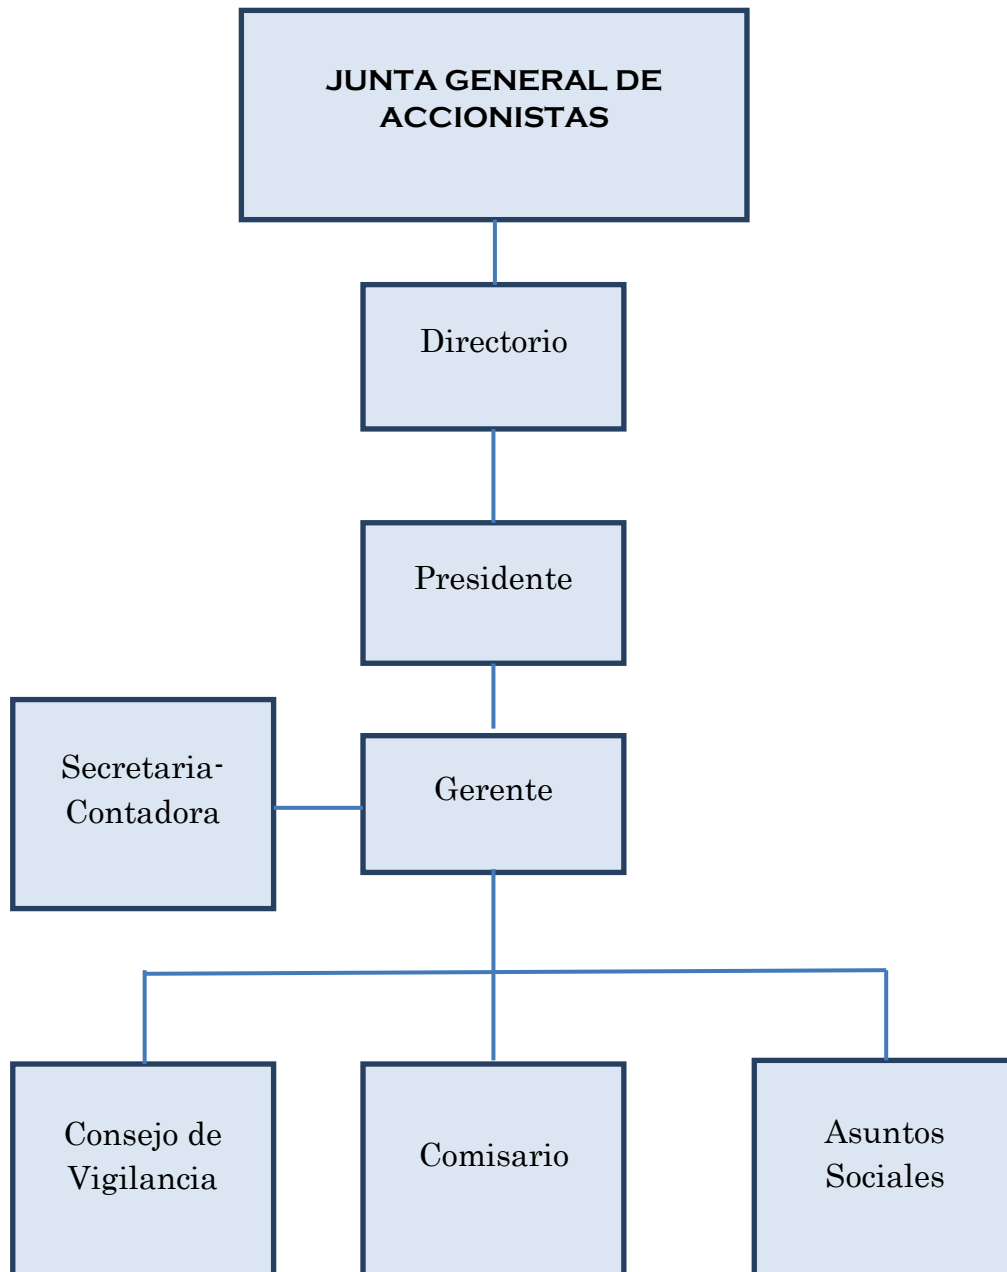 JUNTA GENERAL DE
ACCIONISTAS
Directorio
Presidente
Secretaria-
Contadora
Gerente
Consejo de
Vigilancia
Comisario
Asuntos
Sociales